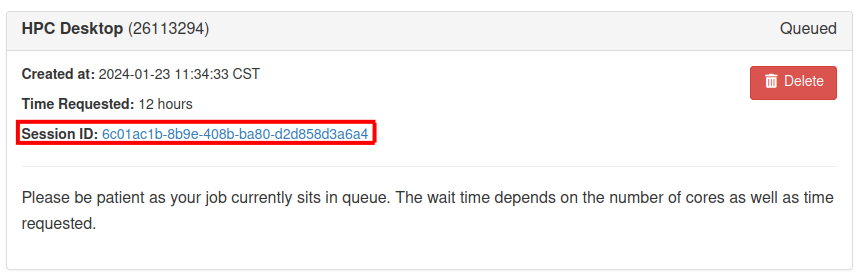 HPC Desktop (26113294) Queued
Created at: 2024-01-23 11:34:33 CST
Delete
Time Requested: 12 hours
Session ID: 6c01ac1b-8b9e-408b-ba80-d2d858d3a6a4
Please be patient as your job currently sits in queue. The wait time depends on the number of cores as well as time
requested.